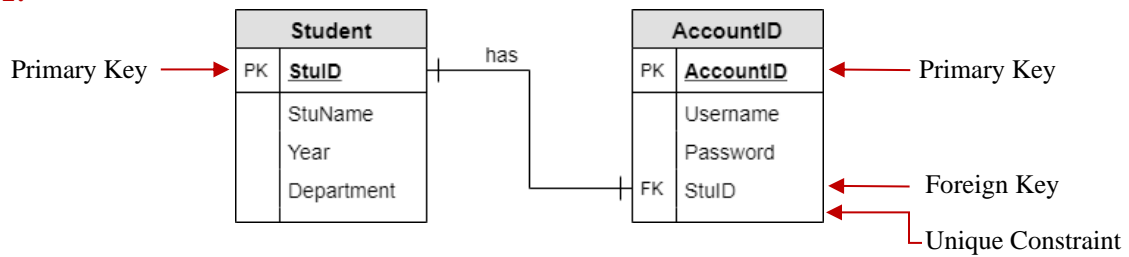 Student
AccountID
has
Primary Key
PK
StuID
PK
AccountID
Primary Key
StuName
Year
Department
Username
Password
FK
StuID
Foreign Key
Unique Constraint